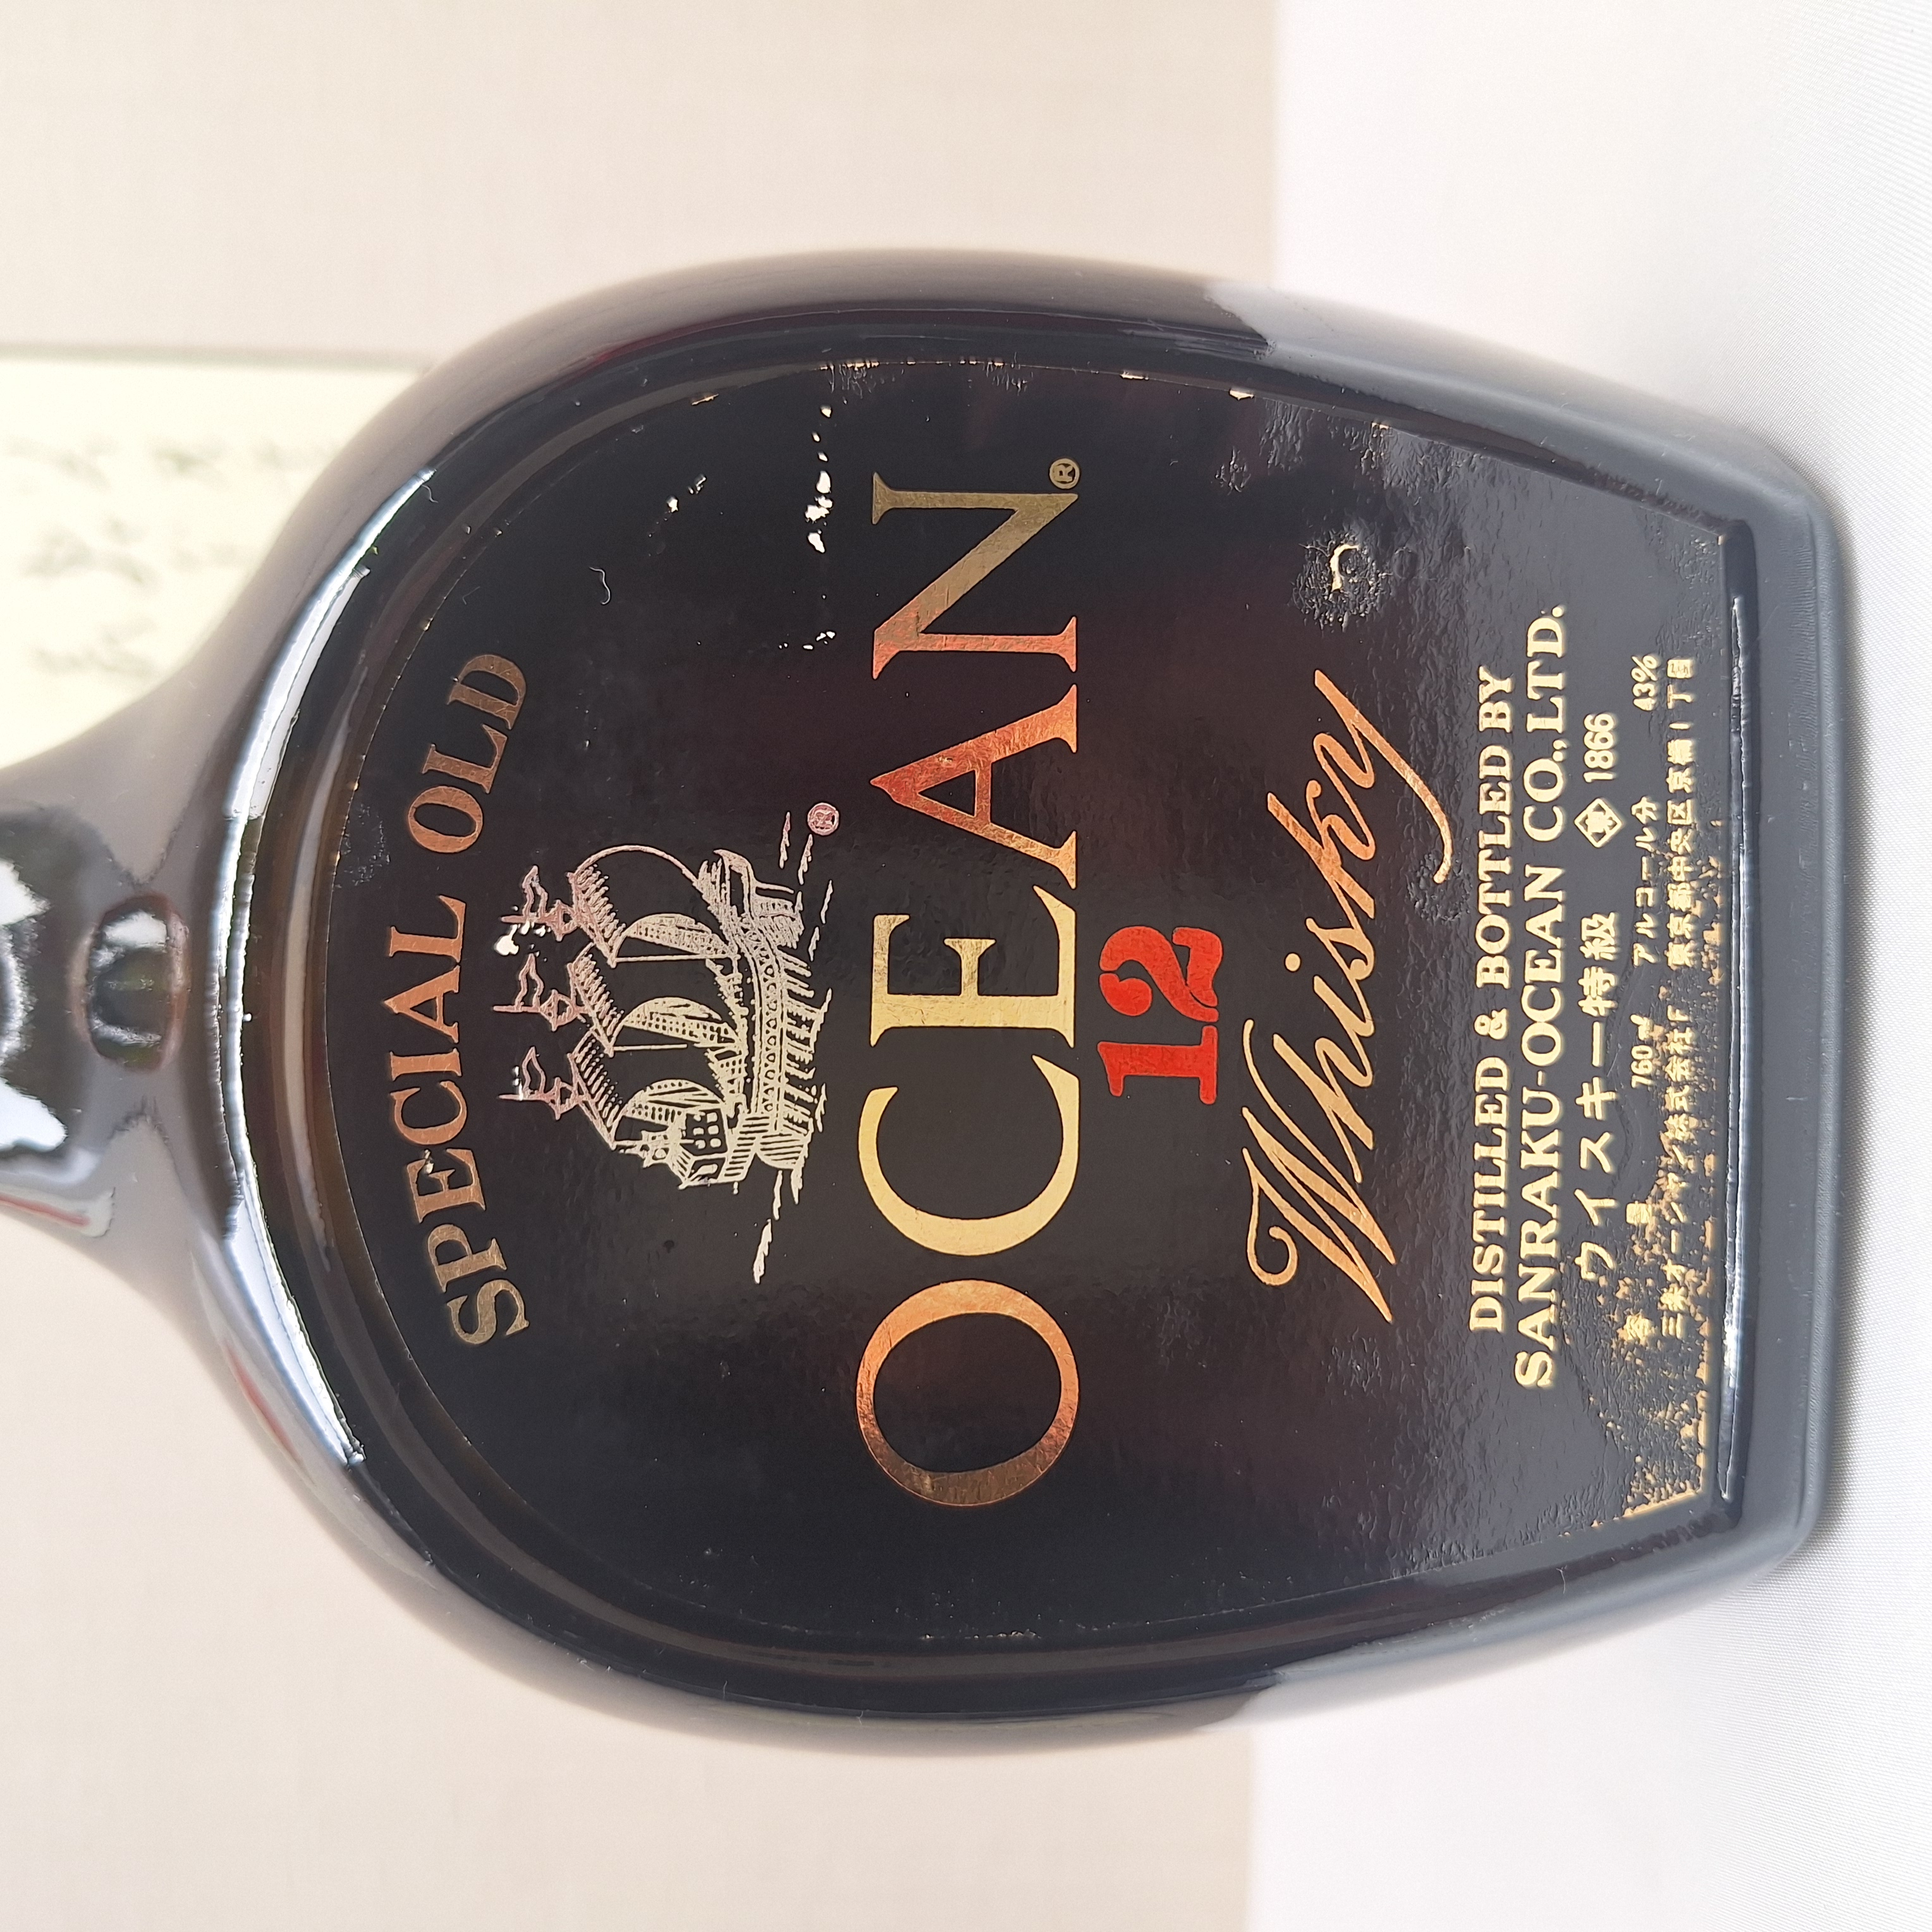 SPECIAL OLD
®
OCEAN®
12
Whisky
DISTILLED & BOTTLED BY
SANRAKU-OCEAN CO.,LTD.
ウイスキー特級 1866
容量 760㎖ アルコール分 43%
三楽オーシャン株式会社 東京都中央区京橋1丁目